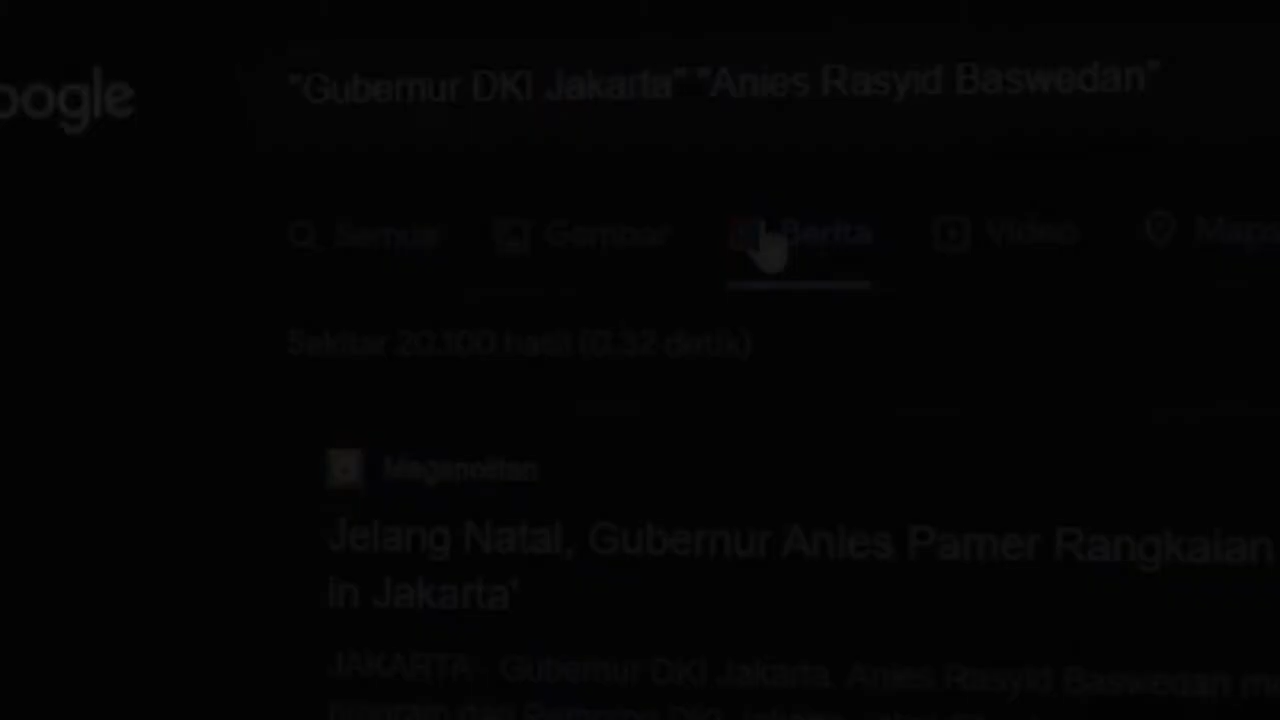 oogle
"Gubernur DKI Jakarta" "Anies Rasyid Baswedan"
Semua Gambar Berita Video Maps
Sekitar 20.100 hasil (0,32 detik)
Jelang Natal, Gubernur Anies Pamer Rangkaian
in Jakarta'
JAKARTA - Gubernur DKI Jakarta, Anies Rasyid Baswedan